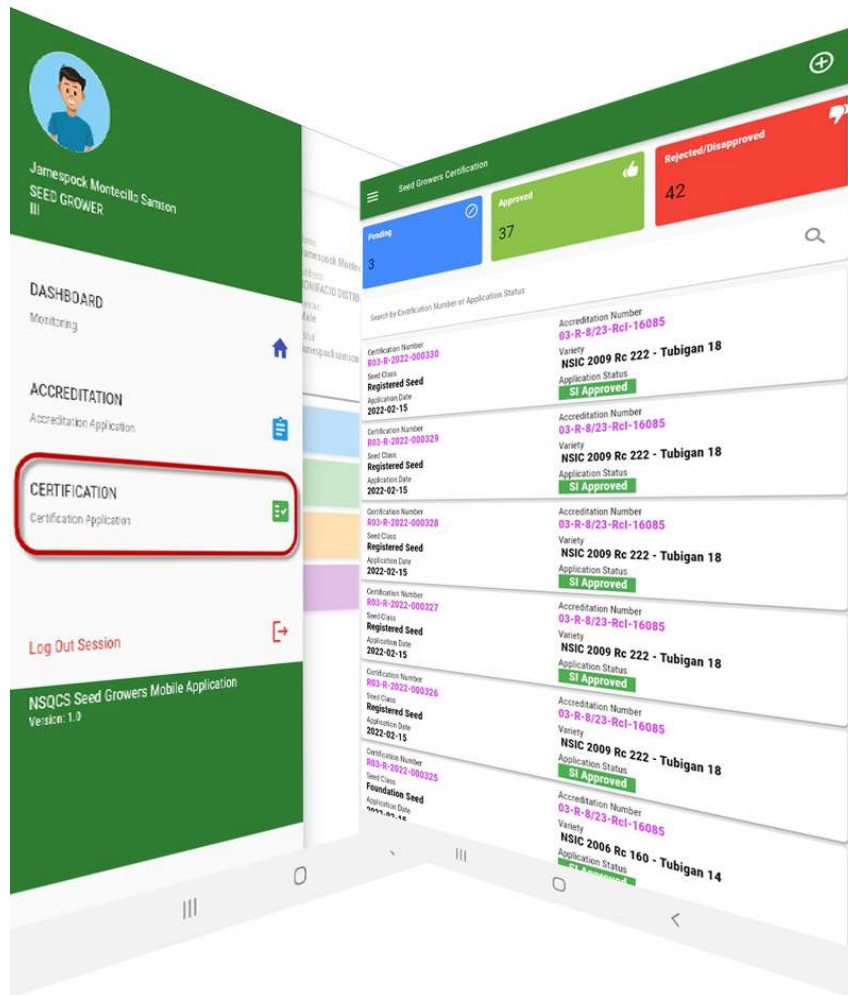 Jamespock Montecillo Samson
SEED GROWER
III
DASHBOARD
Monitoring
ACCREDITATION
Accreditation Application
CERTIFICATION
Certification Application
Log Out Session
NSQCS Seed Growers Mobile Application
Version: 1.0
Name
Jamespock Monte
BONIFACIO DISTRI
Male
Seed Growers Certification
Pending
3
Approved
37
Rejected/Disapproved
42
Search by Certification Number or Application Status
Certification Number
R03-R-2022-000330
Seed Class
Registered Seed
Application Date
2022-02-15
Accreditation Number
03-R-8/23-Rcl-16085
Variety
NSIC 2009 Rc 222 - Tubigan 18
Application Status
SI Approved
Certification Number
R03-R-2022-000329
Seed Class
Registered Seed
Application Date
2022-02-15
Accreditation Number
03-R-8/23-Rcl-16085
Variety
NSIC 2009 Rc 222 - Tubigan 18
Application Status
SI Approved
Certification Number
R03-R-2022-000328
Seed Class
Registered Seed
Application Date
2022-02-15
Accreditation Number
03-R-8/23-Rcl-16085
Variety
NSIC 2009 Rc 222 - Tubigan 18
Application Status
SI Approved
Certification Number
R03-R-2022-000327
Seed Class
Registered Seed
Application Date
2022-02-15
Accreditation Number
03-R-8/23-Rcl-16085
Variety
NSIC 2009 Rc 222 - Tubigan 18
Application Status
SI Approved
Certification Number
R03-R-2022-000326
Seed Class
Registered Seed
Application Date
2022-02-15
Accreditation Number
03-R-8/23-Rcl-16085
Variety
NSIC 2009 Rc 222 - Tubigan 18
Application Status
SI Approved
Certification Number
R03-R-2022-000325
Seed Class
Foundation Seed
Application Date
2022-02-15
Accreditation Number
03-R-8/23-Rcl-16085
Variety
NSIC 2006 Rc 160 - Tubigan 14
Application Status
SI Approved